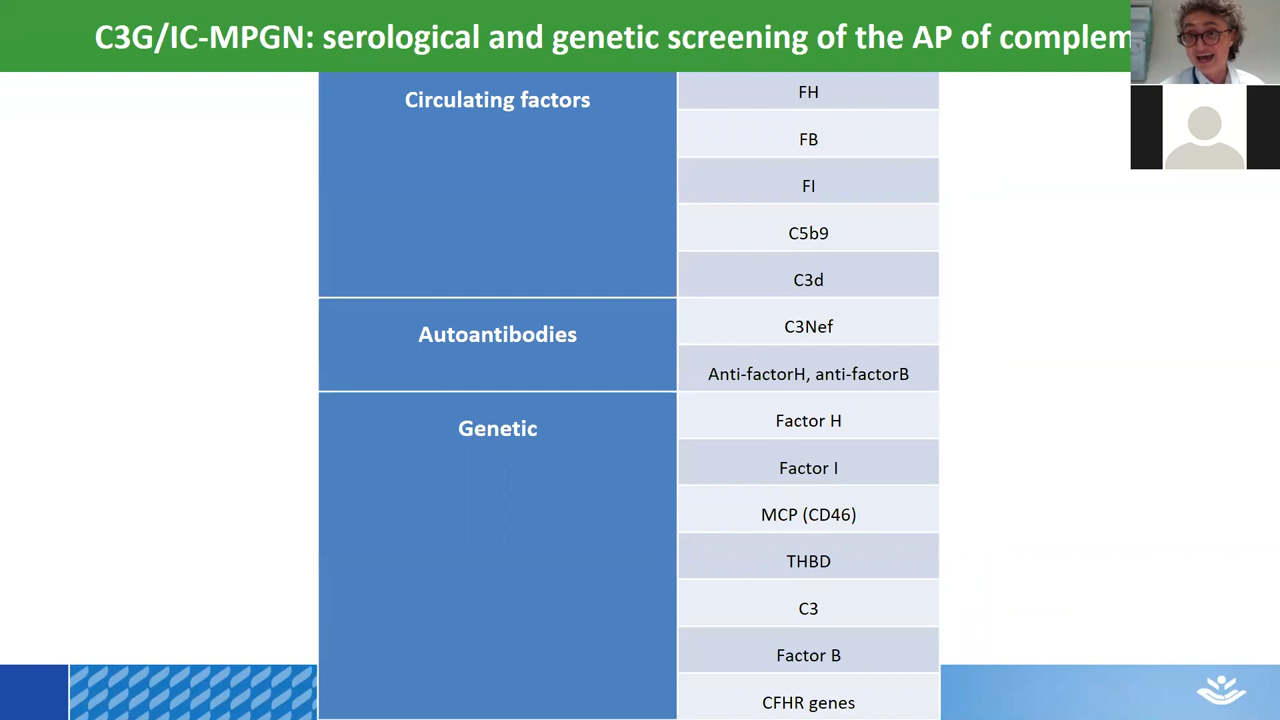 C3G/IC-MPGN: serological and genetic screening of the AP of complem
Circulating factors
FH
FB
FI
C5b9
C3d
Autoantibodies
C3Nef
Anti-factorH, anti-factorB
Genetic
Factor H
Factor I
MCP (CD46)
THBD
C3
Factor B
CFHR genes